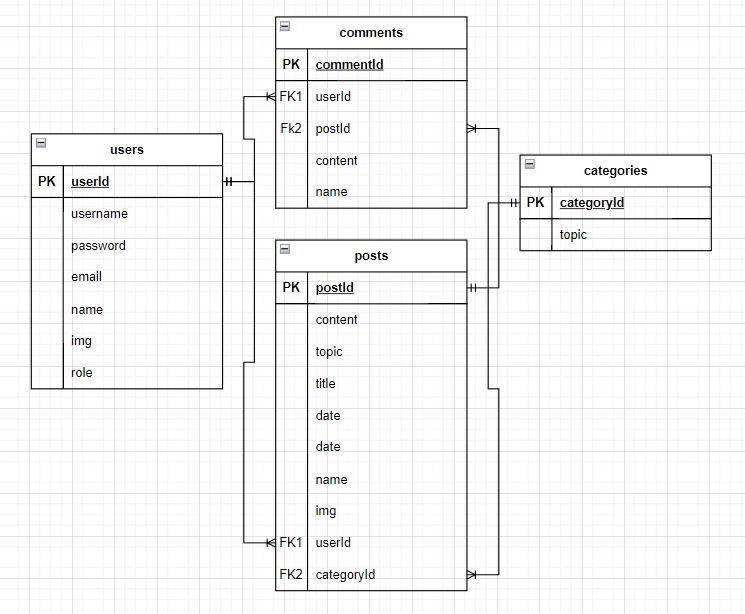 comments
PK commentId
FK1 userId
Fk2 postId
content
name
users
PK userId
username
password
email
name
img
role
categories
PK categoryId
topic
posts
PK postId
content
topic
title
date
date
name
img
FK1 userId
FK2 categoryId